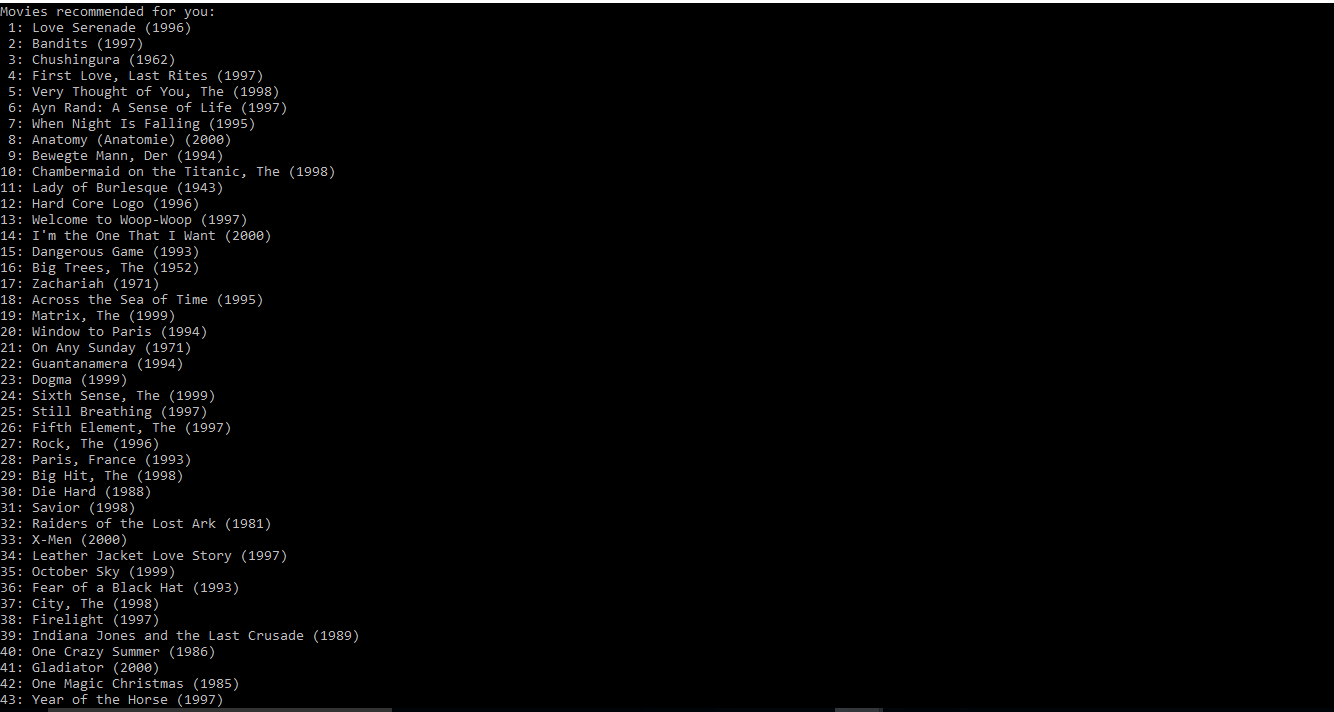 Movies recommended for you:
1: Love Serenade (1996)
2: Bandits (1997)
3: Chushingura (1962)
4: First Love, Last Rites (1997)
5: Very Thought of You, The (1998)
6: Ayn Rand: A Sense of Life (1997)
7: When Night Is Falling (1995)
8: Anatomy (Anatomie) (2000)
9: Bewegte Mann, Der (1994)
10: Chambermaid on the Titanic, The (1998)
11: Lady of Burlesque (1943)
12: Hard Core Logo (1996)
13: Welcome to Woop-Woop (1997)
14: I'm the One That I Want (2000)
15: Dangerous Game (1993)
16: Big Trees, The (1952)
17: Zachariah (1971)
18: Across the Sea of Time (1995)
19: Matrix, The (1999)
20: Window to Paris (1994)
21: On Any Sunday (1971)
22: Guantanamera (1994)
23: Dogma (1999)
24: Sixth Sense, The (1999)
25: Still Breathing (1997)
26: Fifth Element, The (1997)
27: Rock, The (1996)
28: Paris, France (1993)
29: Big Hit, The (1998)
30: Die Hard (1988)
31: Savior (1998)
32: Raiders of the Lost Ark (1981)
33: X-Men (2000)
34: Leather Jacket Love Story (1997)
35: October Sky (1999)
36: Fear of a Black Hat (1993)
37: City, The (1998)
38: Firelight (1997)
39: Indiana Jones and the Last Crusade (1989)
40: One Crazy Summer (1986)
41: Gladiator (2000)
42: One Magic Christmas (1985)
43: Year of the Horse (1997)